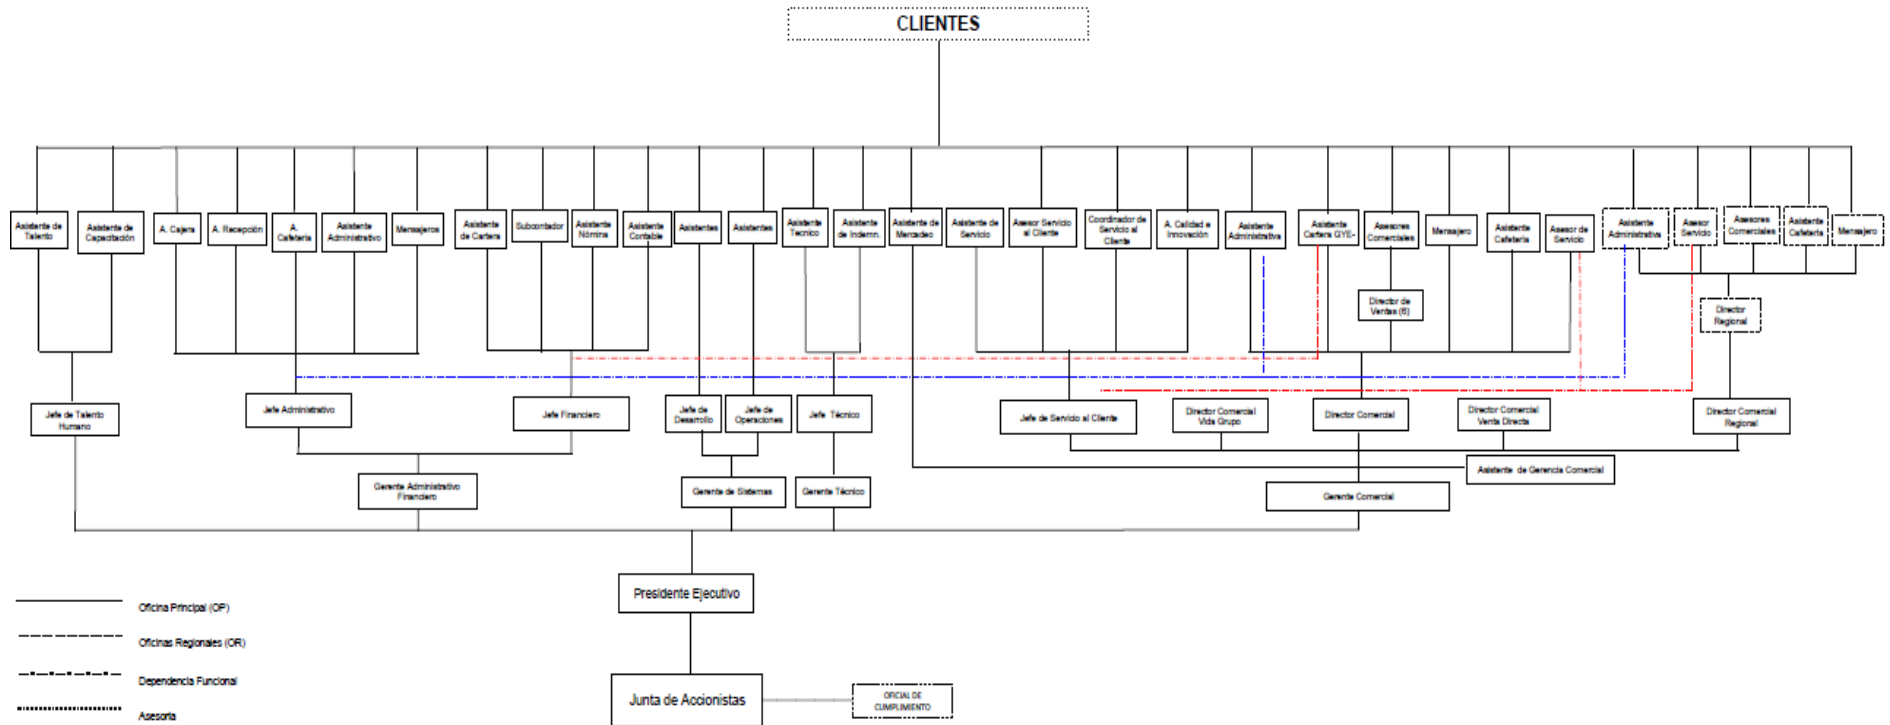 CLIENTES
Asistente de
Talento
Asistente de
Capacitación
A. Cajera
A. Recepción
A.
Cafetería
Asistente
Administrativo
Mensajeros
Asistente
de Cartera
Subcontador
Asistente
Nómina
Asistente
Contable
Asistentes
Asistentes
Asistente
Técnico
Asistente
de Indemn.
Asistente de
Mercadeo
Asistente de
Servicio
Asesor Servicio
al Cliente
Coordinador de
Servicio al
Cliente
A. Calidad e
Innovación
Asistente
Administrativa
Asistente
Cartera GYE-
Asesores
Comerciales
Mensajero
Asistente
Cafetería
Asesor de
Servicio
Asistente
Administrativa
Asesor
Servicio
Asesores
Comerciales
Asistente
Cafetería
Mensajero
Director de
Ventas (6)
Director
Regional
Jefe de Talento
Humano
Jefe Administrativo
Jefe Financiero
Jefe de
Desarrollo
Jefe de
Operaciones
Jefe Técnico
Jefe de Servicio al Cliente
Director Comercial
Vida Grupo
Director Comercial
Director Comercial
Venta Directa
Director Comercial
Regional
Asistente de Gerencia Comercial
Gerente Administrativo
Financiero
Gerente de Sistemas
Gerente Técnico
Gerente Comercial
Presidente Ejecutivo
Junta de Accionistas
OFICIAL DE
CUMPLIMIENTO
Oficina Principal (OP)
Oficinas Regionales (OR)
Dependencia Funcional
Asesoría